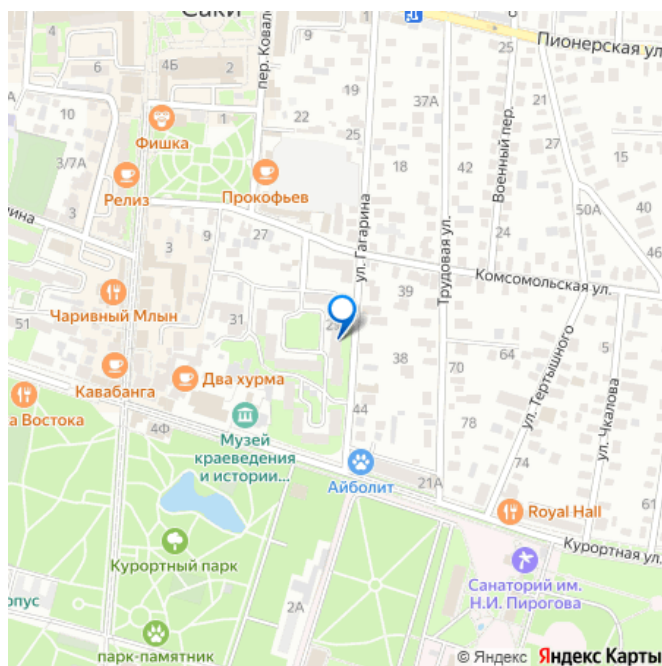 Саки
Пионерская ул.
пер. Ковал
6
4Б
2
19
25
10
Фишка
1
22
25
37А
21
3/7А
Релиз
Прокофьев
18
42
Военный пер.
15
50А
40
3
лина
3
9
27
ул. Гагарина
Трудовая ул.
24
46
Комсомольская ул.
Чаривный Млын
39
51
31
38
64
5
Кавабанга
Два хурма
70
ул. Тертышного
ул. Чкалова
а Востока
4Ф
Музей
краеведения
и истории...
44
78
74
Айболит
21А
Royal Hall
61
Курортная ул.
Курортный парк
Санаторий им.
Н.И. Пирогова
2А
орпус
парк-памятник
© Яндекс Яндекс Карты